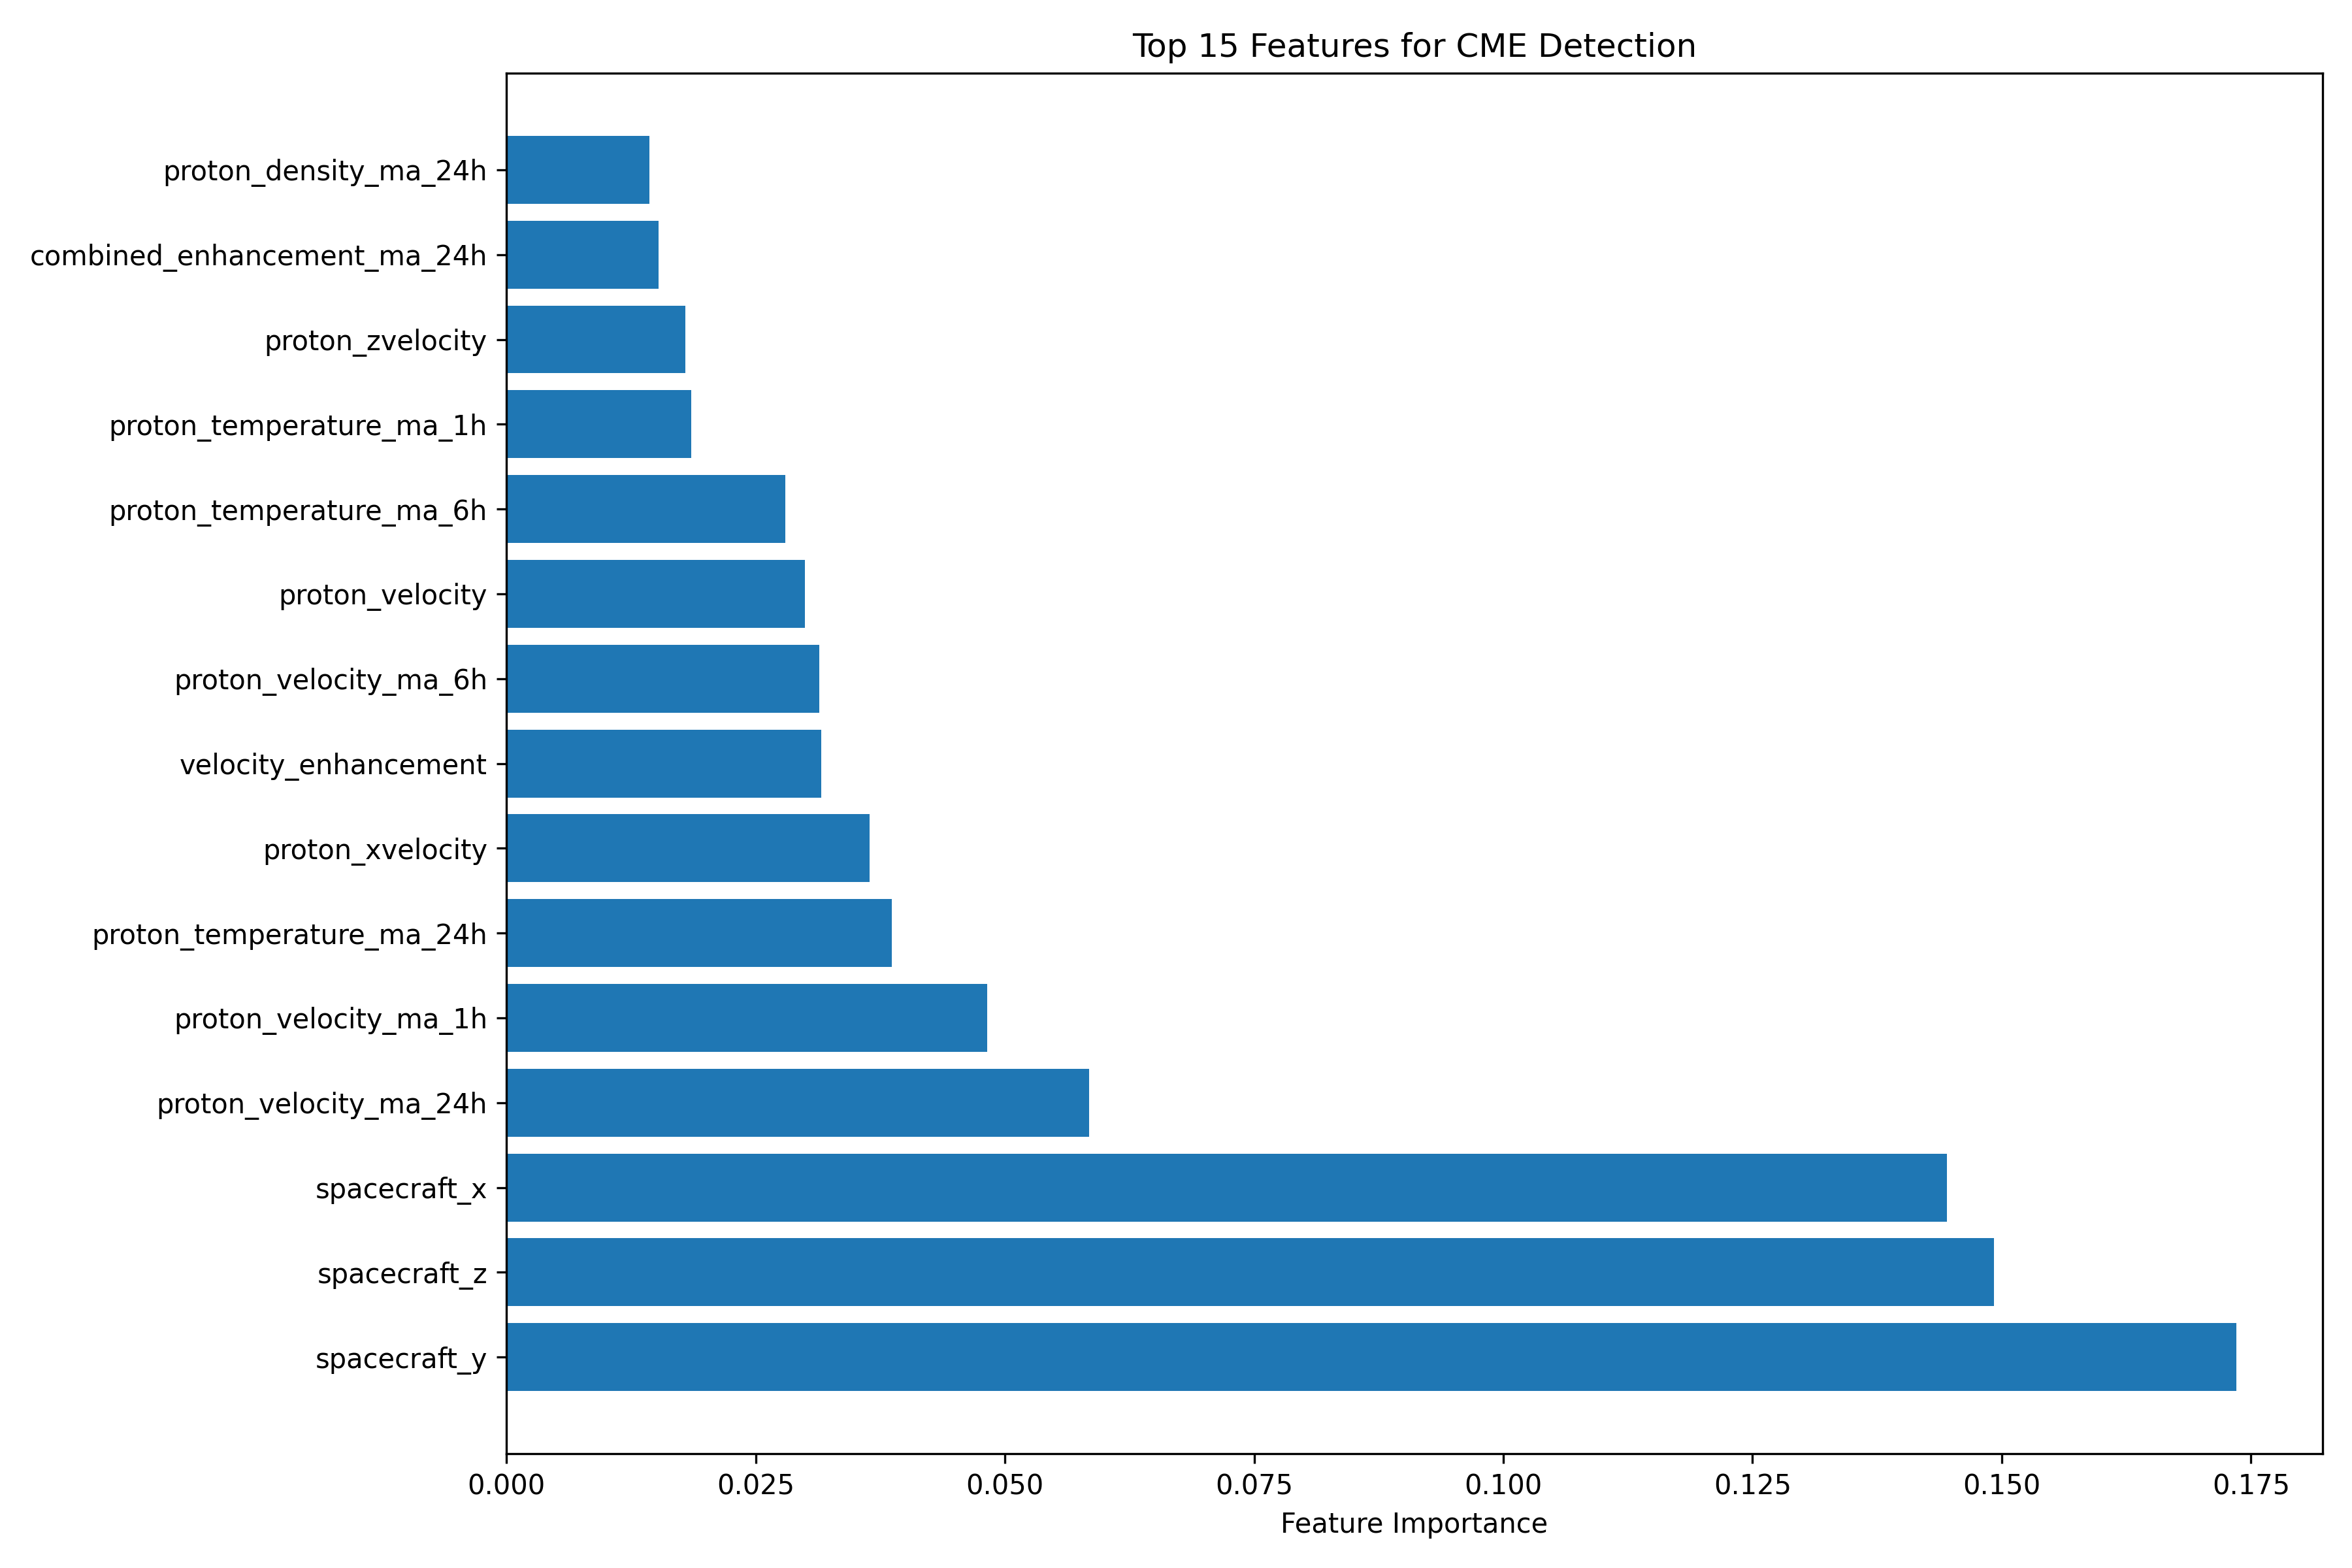 Top 15 Features for CME Detection
proton_density_ma_24h
combined_enhancement_ma_24h
proton_zvelocity
proton_temperature_ma_1h
proton_temperature_ma_6h
proton_velocity
proton_velocity_ma_6h
velocity_enhancement
proton_xvelocity
proton_temperature_ma_24h
proton_velocity_ma_1h
proton_velocity_ma_24h
spacecraft_x
spacecraft_z
spacecraft_y
0.000 0.025 0.050 0.075 0.100 0.125 0.150 0.175
Feature Importance